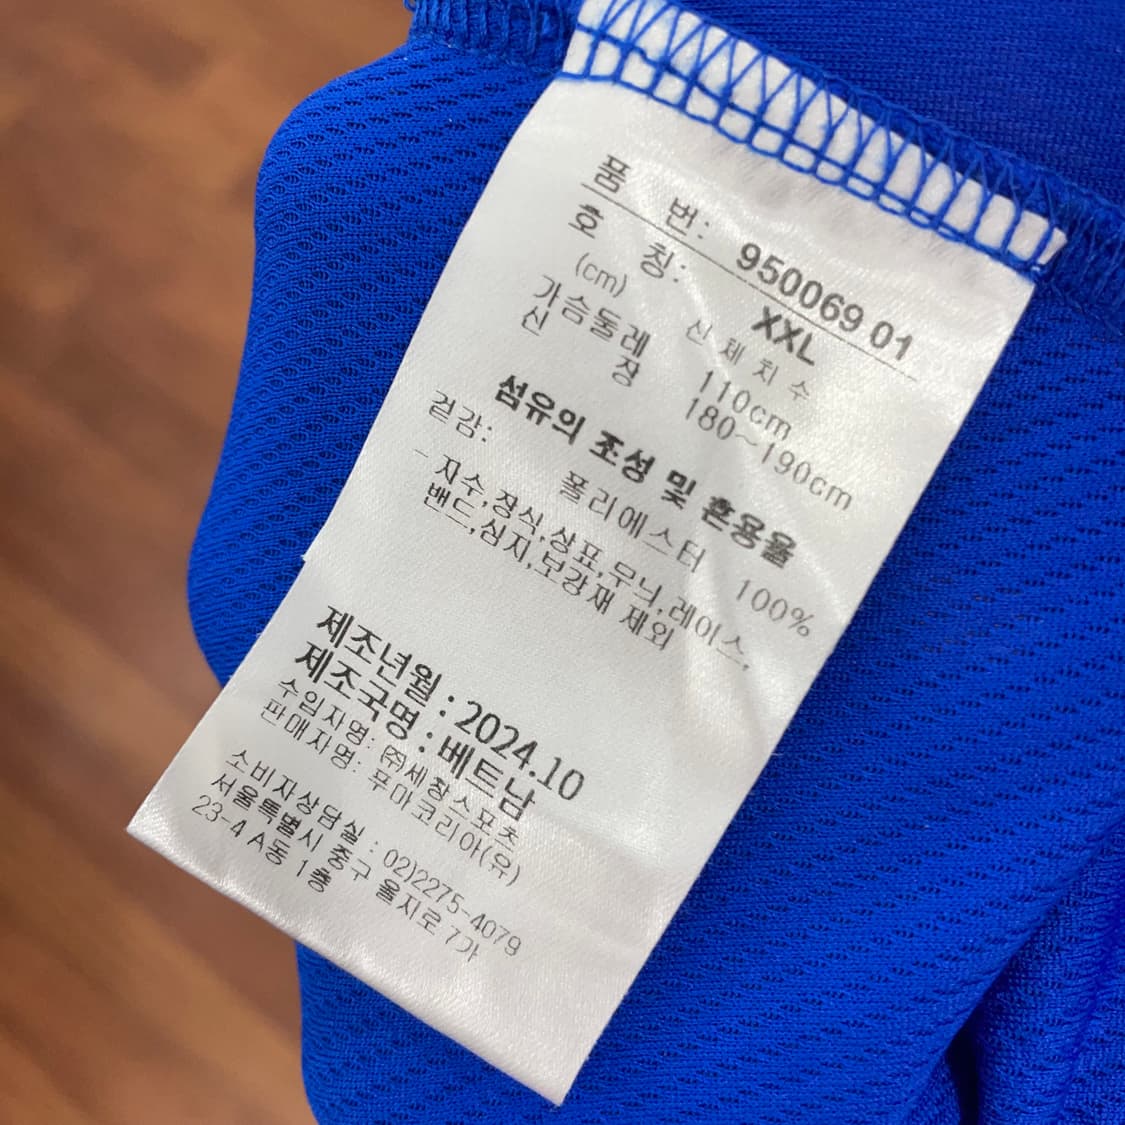 품 번: 950069 01
호 칭: XXL
(cm) 신체치수
가슴둘레 110cm
신 장 180~190cm
섬유의 조성 및 혼용율
겉감: 폴리에스터 100%
- 자수,장식,상표,무늬,레이스,
밴드,심지,보강재 제외
제조년월 : 2024.10
제조국명 : 베트남
수입자명: ㈜세창스포츠
판매자명: 푸마코리아(유)
소비자상담실 : 02)2275-4079
서울특별시 중구 을지로 7가
23-4 A동 1층